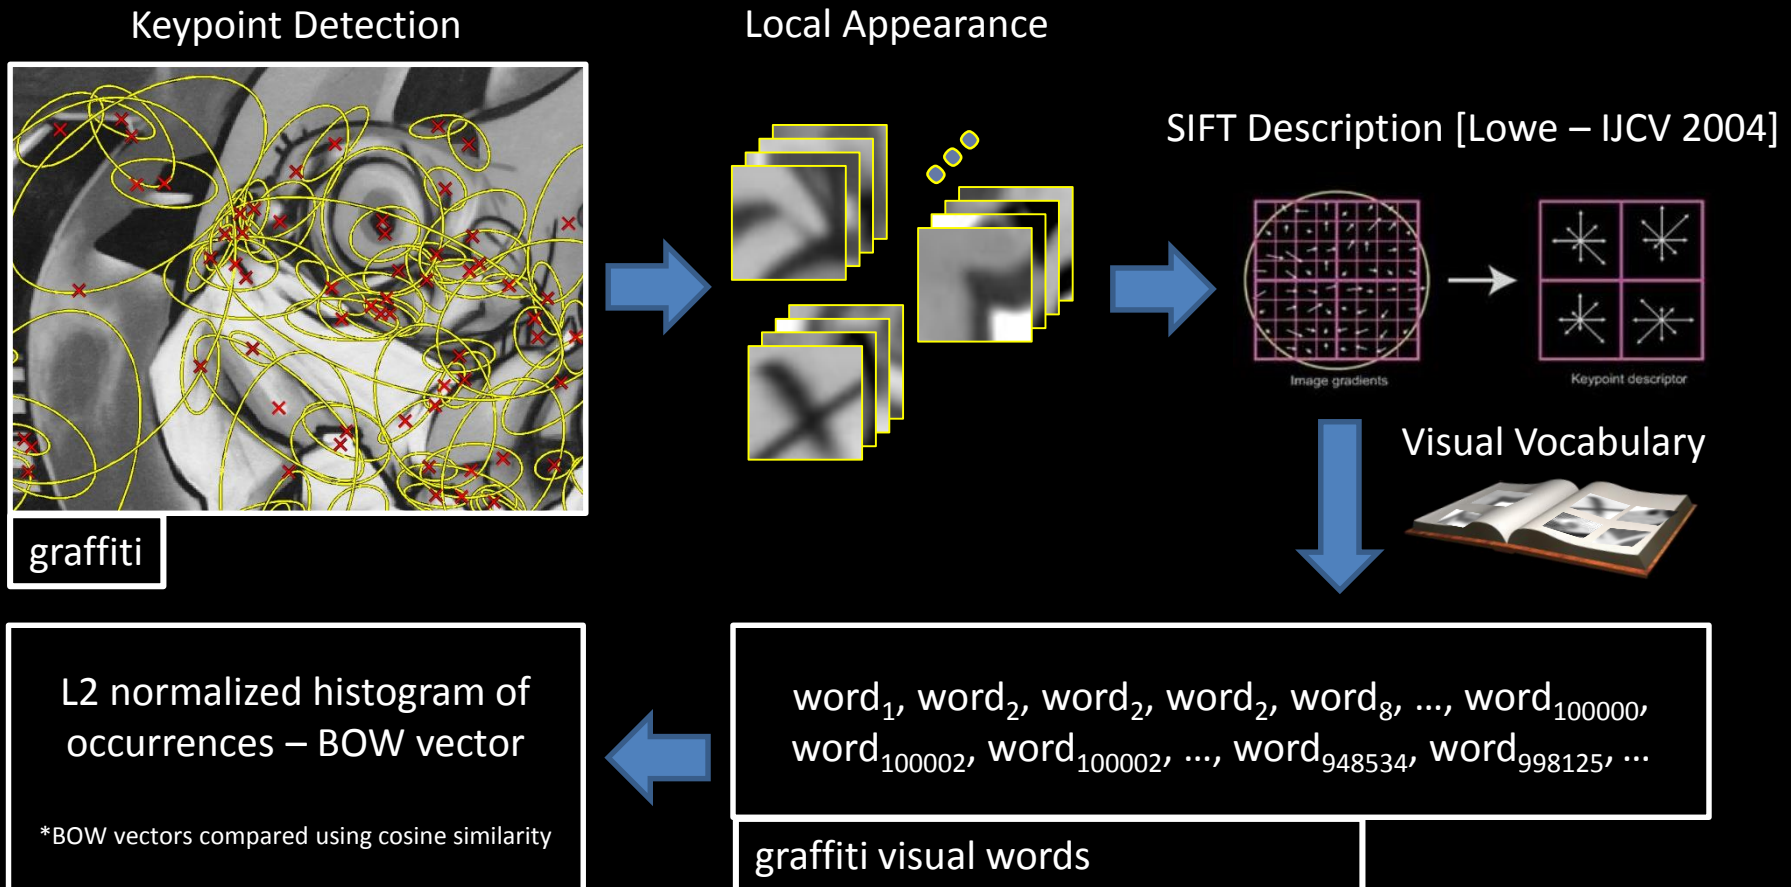 Keypoint Detection
Local Appearance
SIFT Description [Lowe – IJCV 2004]
Image gradients
Keypoint descriptor
Visual Vocabulary
graffiti
word₁, word₂, word₂, word₂, word₈, ..., word₁₀₀₀₀₀,
word₁₀₀₀₀₂, word₁₀₀₀₀₂, ..., word₉₄₈₅₃₄, word₉₉₈₁₂₅, ...
graffiti visual words
L2 normalized histogram of
occurrences – BOW vector
*BOW vectors compared using cosine similarity